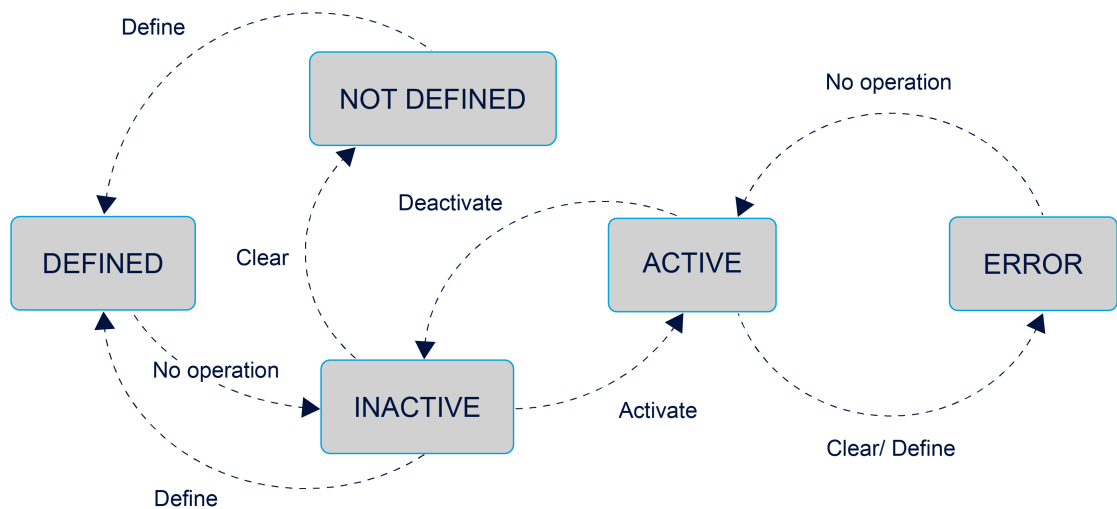 Define
NOT DEFINED
No operation
Deactivate
DEFINED
Clear
ACTIVE
ERROR
No operation
INACTIVE
Activate
Clear/ Define
Define